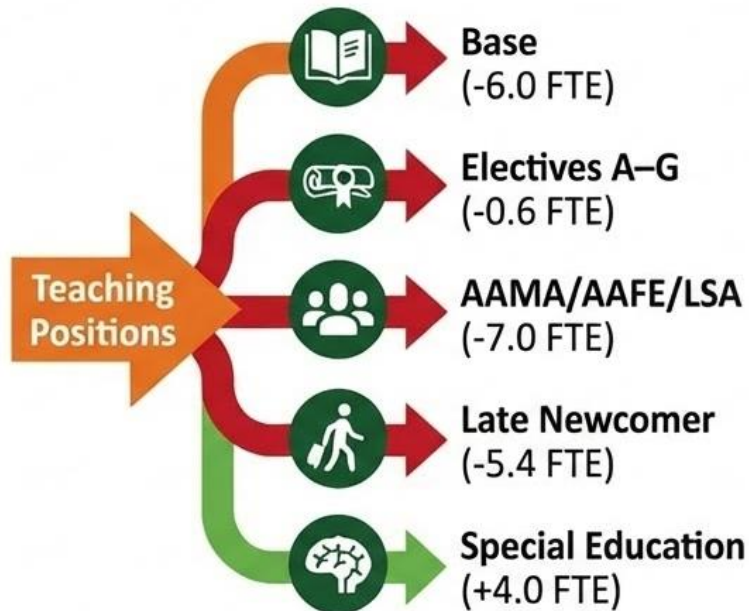 Teaching
Positions
Base
(-6.0 FTE)
Electives A–G
(-0.6 FTE)
AAMA/AAFE/LSA
(-7.0 FTE)
Late Newcomer
(-5.4 FTE)
Special Education
(+4.0 FTE)